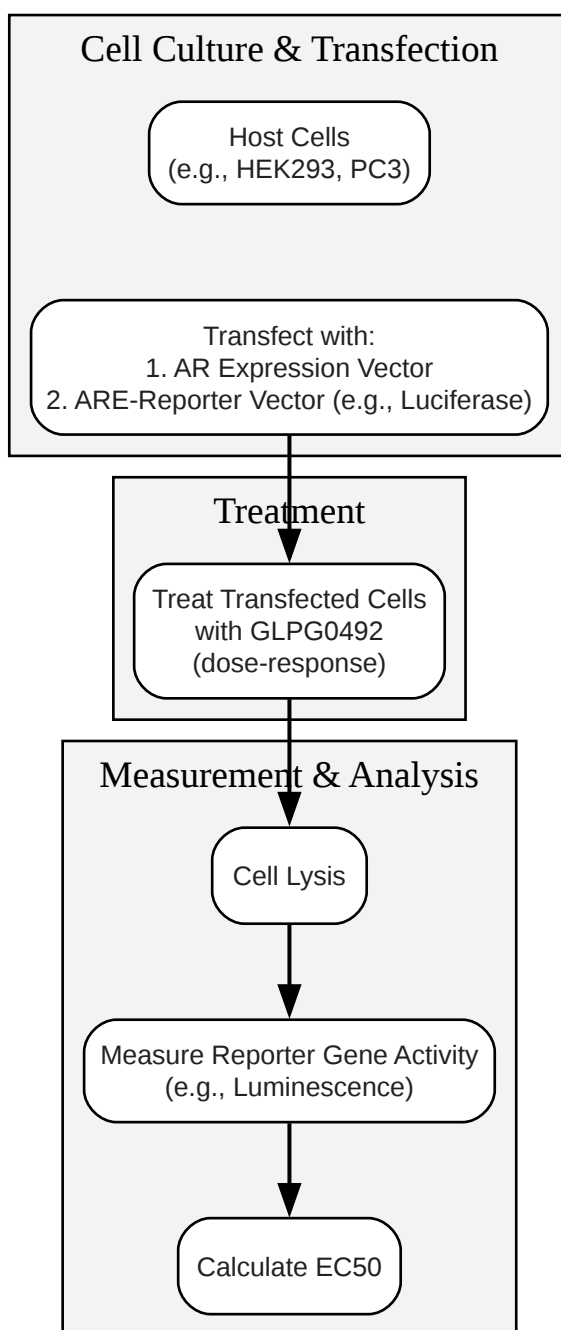 Cell Culture & Transfection
Host Cells
(e.g., HEK293, PC3)
Transfect with:
1. AR Expression Vector
2. ARE-Reporter Vector (e.g., Luciferase)
Treatment
Treat Transfected Cells
with GLPG0492
(dose-response)
Measurement & Analysis
Cell Lysis
Measure Reporter Gene Activity
(e.g., Luminescence)
Calculate EC50